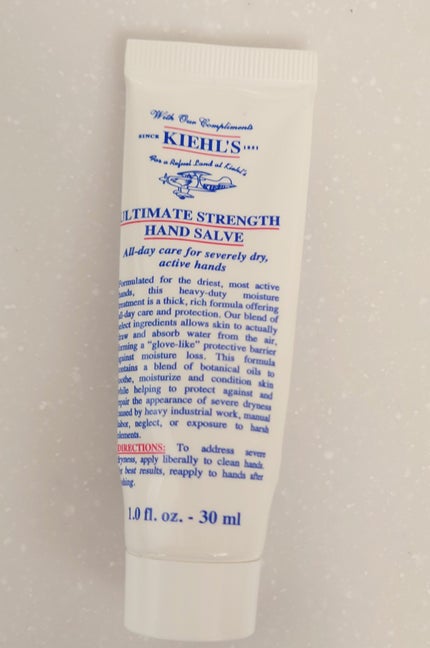 With Our Compliments
SINCE KIEHL'S 1851
For a Refuel Land at Kiehl's
KIEHL'S
ULTIMATE STRENGTH
HAND SALVE
All-day care for severely dry,
active hands
Formulated for the driest, most active
hands, this heavy-duty moisture
treatment is a thick, rich formula offering
all-day care and protection. Our blend of
select ingredients allows skin to actually
draw and absorb water from the air,
forming a "glove-like" protective barrier
against moisture loss. This formula
contains a blend of botanical oils to
soothe, moisturize and condition skin
while helping to protect against and
repair the appearance of severe dryness
caused by heavy industrial work, manual
labor, neglect, or exposure to harsh
elements.
DIRECTIONS: To address severe
dryness, apply liberally to clean hands.
For best results, reapply to hands after
washing.
1.0 fl. oz. - 30 ml